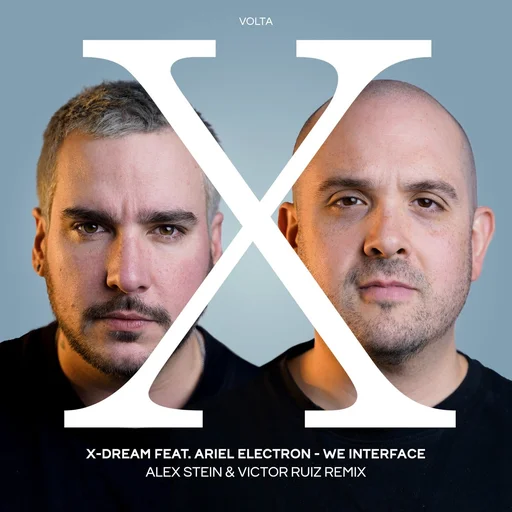 VOLTA
X
X-DREAM FEAT. ARIEL ELECTRON - WE INTERFACE
ALEX STEIN & VICTOR RUIZ REMIX